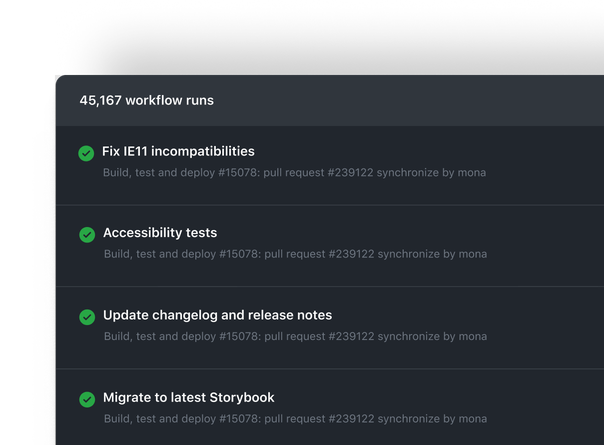 45,167 workflow runs
Fix IE11 incompatibilities
Build, test and deploy #15078: pull request #239122 synchronize by mona
Accessibility tests
Build, test and deploy #15078: pull request #239122 synchronize by mona
Update changelog and release notes
Build, test and deploy #15078: pull request #239122 synchronize by mona
Migrate to latest Storybook
Build, test and deploy #15078: pull request #239122 synchronize by mona